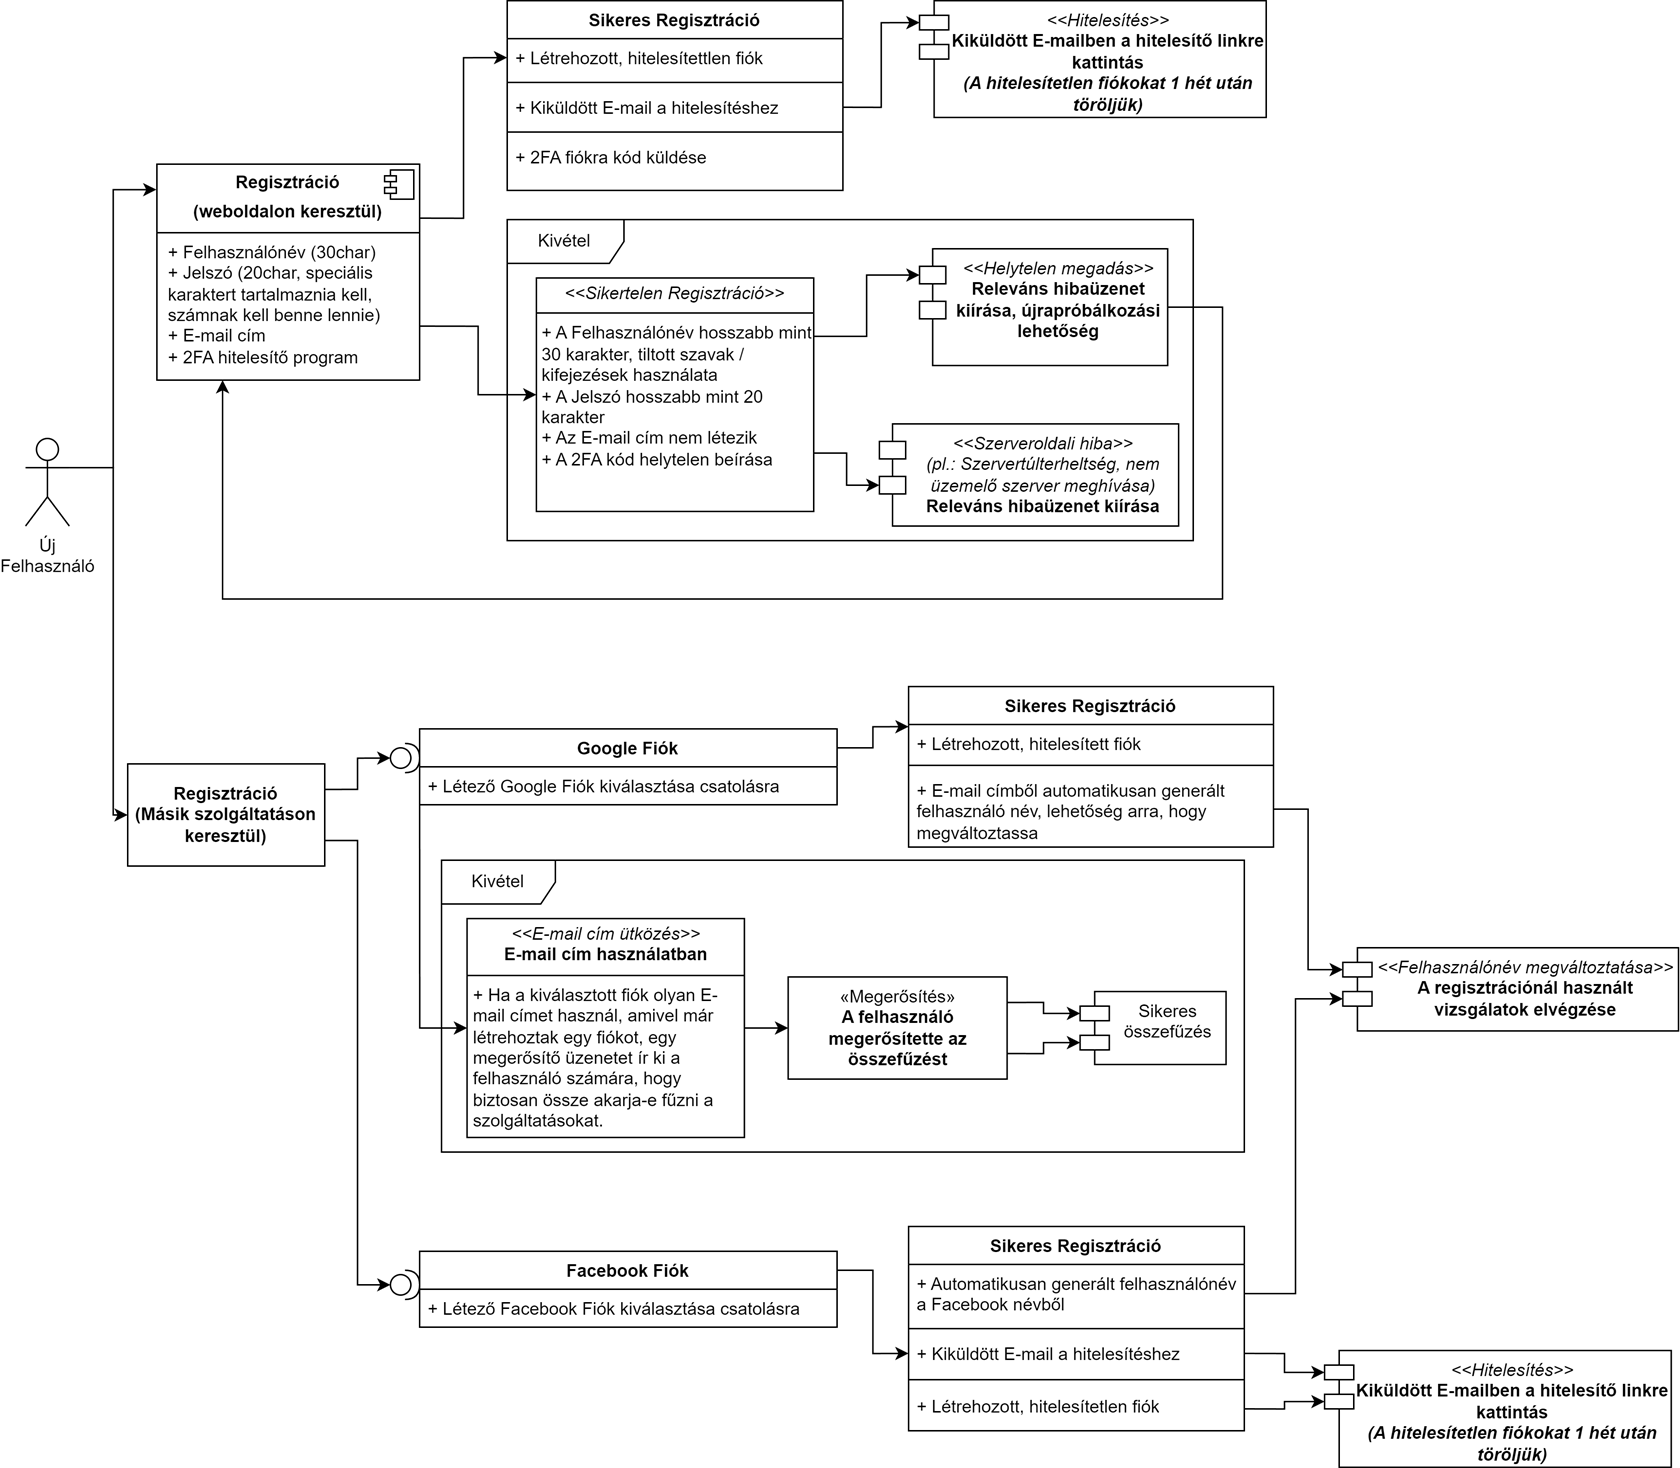 Sikeres Regisztráció
+ Létrehozott, hitelesítettlen fiók
+ Kiküldött E-mail a hitelesítéshez
+ 2FA fiókra kód küldése
<<Hitelesítés>>
Kiküldött E-mailben a hitelesítő linkre
kattintás
(A hitelesítetlen fiókokat 1 hét után
töröljük)
Regisztráció
(weboldalon keresztül)
+ Felhasználónév (30char)
+ Jelszó (20char, speciális
karaktert tartalmaznia kell,
számnak kell benne lennie)
+ E-mail cím
+ 2FA hitelesítő program
Kivétel
<<Sikertelen Regisztráció>>
+ A Felhasználónév hosszabb mint
30 karakter, tiltott szavak /
kifejezések használata
+ A Jelszó hosszabb mint 20
karakter
+ Az E-mail cím nem létezik
+ A 2FA kód helytelen beírása
<<Helytelen megadás>>
Releváns hibaüzenet
kiírása, újrapróbálkozási
lehetőség
<<Szerveroldali hiba>>
(pl.: Szervertúlterheltség, nem
üzemelő szerver meghívása)
Releváns hibaüzenet kiírása
Új
Felhasználó
Regisztráció
(Másik szolgáltatáson
keresztül)
Google Fiók
+ Létező Google Fiók kiválasztása csatolásra
Sikeres Regisztráció
+ Létrehozott, hitelesített fiók
+ E-mail címből automatikusan generált
felhasználó név, lehetőség arra, hogy
megváltoztassa
Kivétel
<<E-mail cím ütközés>>
E-mail cím használatban
+ Ha a kiválasztott fiók olyan E-
mail címet használ, amivel már
létrehoztak egy fiókot, egy
megerősítő üzenetet ír ki a
felhasználó számára, hogy
biztosan össze akarja-e fűzni a
szolgáltatásokat.
«Megerősítés»
A felhasználó
megerősítette az
összefűzést
Sikeres
összefűzés
<<Felhasználónév megváltoztatása>>
A regisztrációnál használt
vizsgálatok elvégzése
Facebook Fiók
+ Létező Facebook Fiók kiválasztása csatolásra
Sikeres Regisztráció
+ Automatikusan generált felhasználónév
a Facebook névből
+ Kiküldött E-mail a hitelesítéshez
+ Létrehozott, hitelesítetlen fiók
<<Hitelesítés>>
Kiküldött E-mailben a hitelesítő linkre
kattintás
(A hitelesítetlen fiókokat 1 hét után
töröljük)